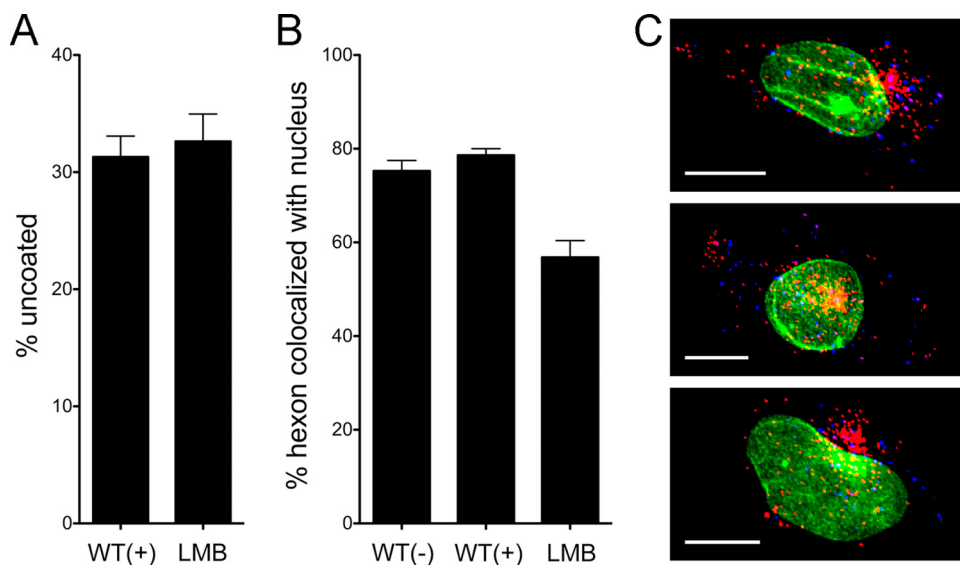 A
% uncoated
40
30
20
10
0
WT(+) LMB
B
% hexon colocalized with nucleus
100
80
60
40
20
0
WT(-) WT(+) LMB
C